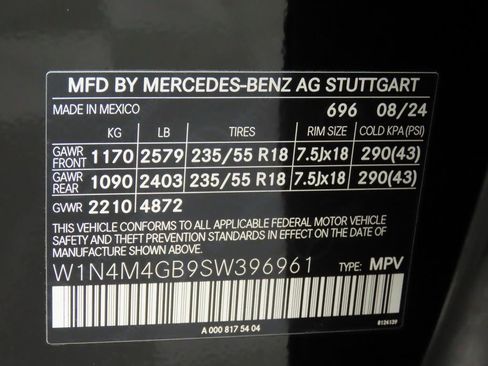 MFD BY MERCEDES-BENZ AG STUTTGART
MADE IN MEXICO 696 08/24
KG LB TIRES RIM SIZE COLD KPA (PSI)
GAWR FRONT 1170 2579 235/55 R18 7.5Jx18 290(43)
GAWR REAR 1090 2403 235/55 R18 7.5Jx18 290(43)
GVWR 2210 4872
THIS VEHICLE CONFORMS TO ALL APPLICABLE FEDERAL MOTOR VEHICLE
SAFETY AND THEFT PREVENTION STANDARDS IN EFFECT ON THE DATE OF
MANUFACTURE SHOWN ABOVE.
W1N4M4GB9SW396961 TYPE: MPV
A 000 817 54 04